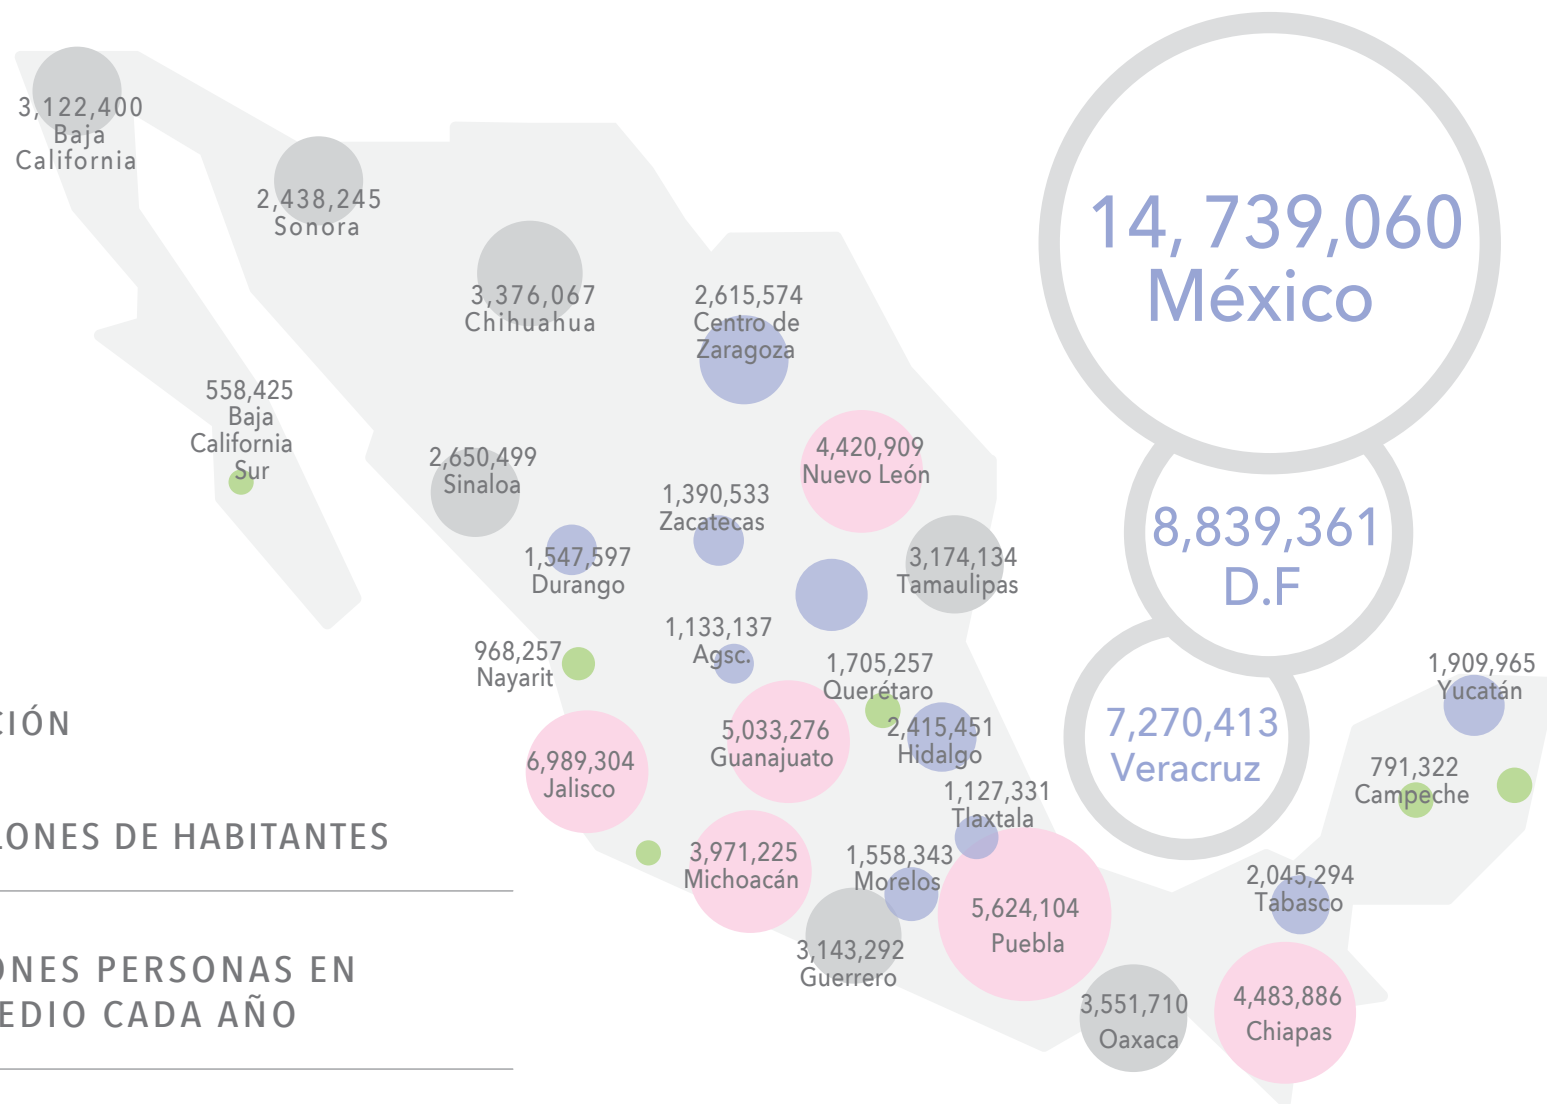 3,122,400
Baja
California
2,438,245
Sonora
3,376,067
Chihuahua
2,615,574
Centro de
Zaragoza
14, 739,060
México
558,425
Baja
California
Sur
2,650,499
Sinaloa
4,420,909
Nuevo León
1,390,533
Zacatecas
8,839,361
D.F
1,547,597
Durango
3,174,134
Tamaulipas
968,257
Nayarit
1,133,137
Agsc.
1,705,257
Querétaro
1,909,965
Yucatán
CIÓN
6,989,304
Jalisco
5,033,276
Guanajuato
2,415,451
Hidalgo
7,270,413
Veracruz
791,322
Campeche
1,127,331
Tlaxtala
LONES DE HABITANTES
3,971,225
Michoacán
1,558,343
Morelos
5,624,104
Puebla
2,045,294
Tabasco
3,143,292
Guerrero
ONES PERSONAS EN
EDIO CADA AÑO
3,551,710
Oaxaca
4,483,886
Chiapas